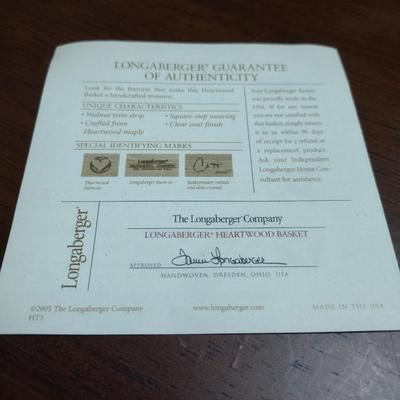 LONGABERGER® GUARANTEE
OF AUTHENTICITY
Look for the features that make this Heartwood
Basket a handcrafted treasure.
UNIQUE CHARACTERISTICS
• Walnut trim strip
• Crafted from
Heartwood maple
• Square-step weaving
• Clear coat finish
SPECIAL IDENTIFYING MARKS
Longaberger
Heartwood
burn-in
Longaberger burn-in
Basketmaker initials
and date created
Your Longaberger Basket
was proudly made in the
USA. If for any reason
you are not satisfied with
this basket, simply return
it to us within 90 days
of receipt for a refund or
a replacement product.
Ask your Independent
Longaberger Home Con-
sultant for assistance.
Longaberger®
The Longaberger Company
LONGABERGER® HEARTWOOD BASKET
APPROVED
HANDWOVEN, DRESDEN, OHIO USA
©2005 The Longaberger Company
HT3
www.longaberger.com
MADE IN THE USA